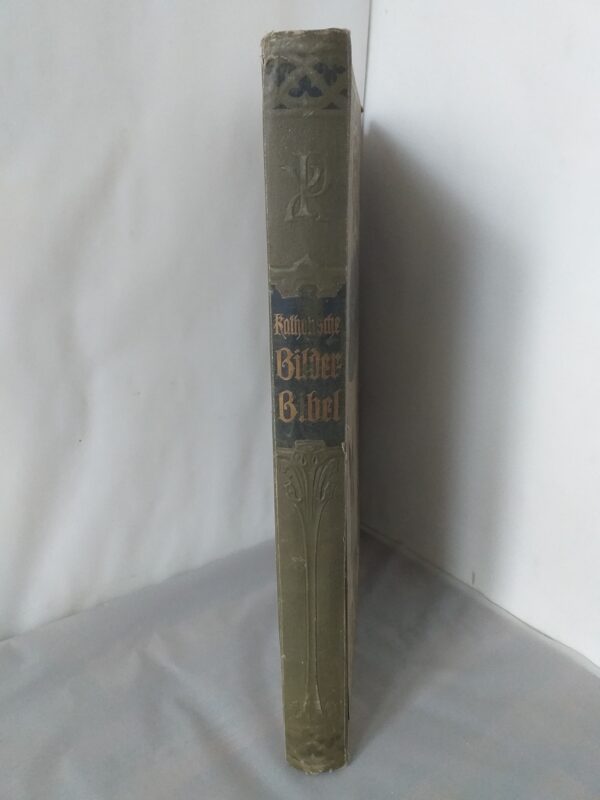 Katholische
Bilder-
Bibel